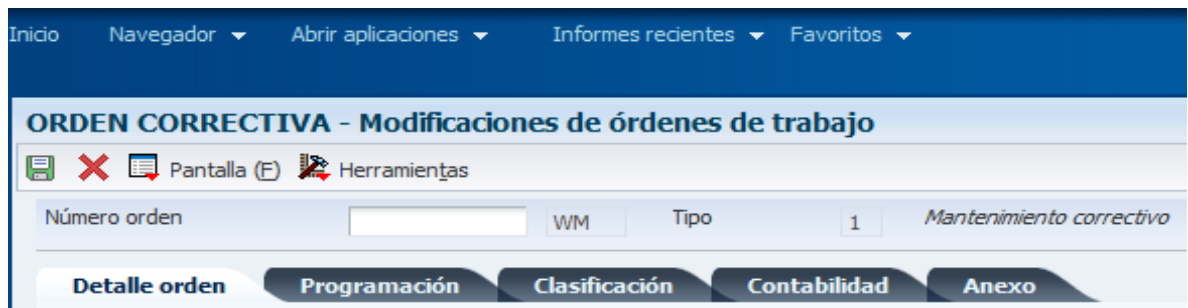 Inicio Navegador Abrir aplicaciones Informes recientes Favoritos
ORDEN CORRECTIVA - Modificaciones de órdenes de trabajo
Pantalla (F) Herramientas
Número orden WM Tipo 1 Mantenimiento correctivo
Detalle orden Programación Clasificación Contabilidad Anexo